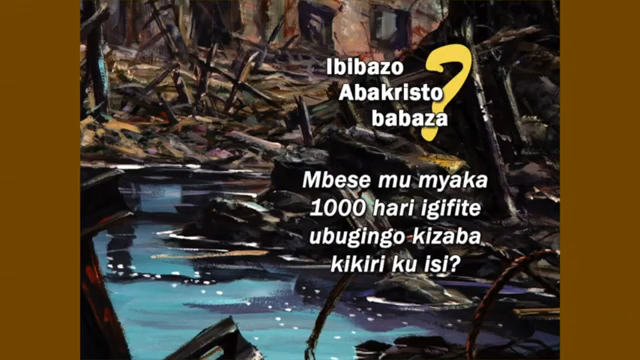 Ibibazo
Abakristo
babaza
?
Mbese mu myaka
1000 hari igifite
ubugingo kizaba
kikiri ku isi?